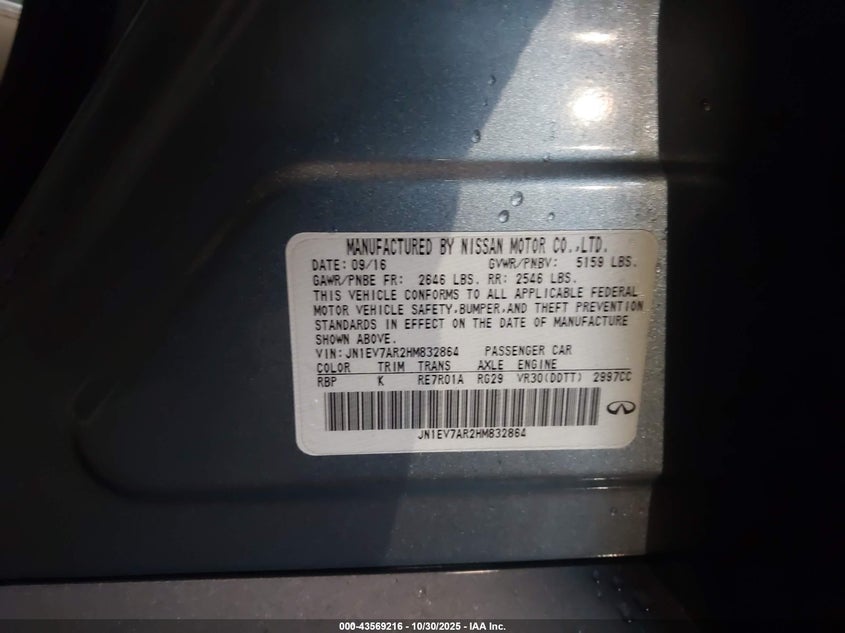 MANUFACTURED BY NISSAN MOTOR CO.,LTD.
DATE: 09/16 GVWR/PNBV: 5159 LBS.
GAWR/PNBE FR: 2646 LBS. RR: 2546 LBS.
THIS VEHICLE CONFORMS TO ALL APPLICABLE FEDERAL
MOTOR VEHICLE SAFETY,BUMPER,AND THEFT PREVENTION
STANDARDS IN EFFECT ON THE DATE OF MANUFACTURE
SHOWN ABOVE.
VIN:JN1EV7AR2HM832864 PASSENGER CAR
COLOR TRIM TRANS AXLE ENGINE
RBP K RE7R01A RG29 VR30(DDTT) 2997CC
JN1EV7AR2HM832864
000-43569216 - 10/30/2025 - IAA Inc.